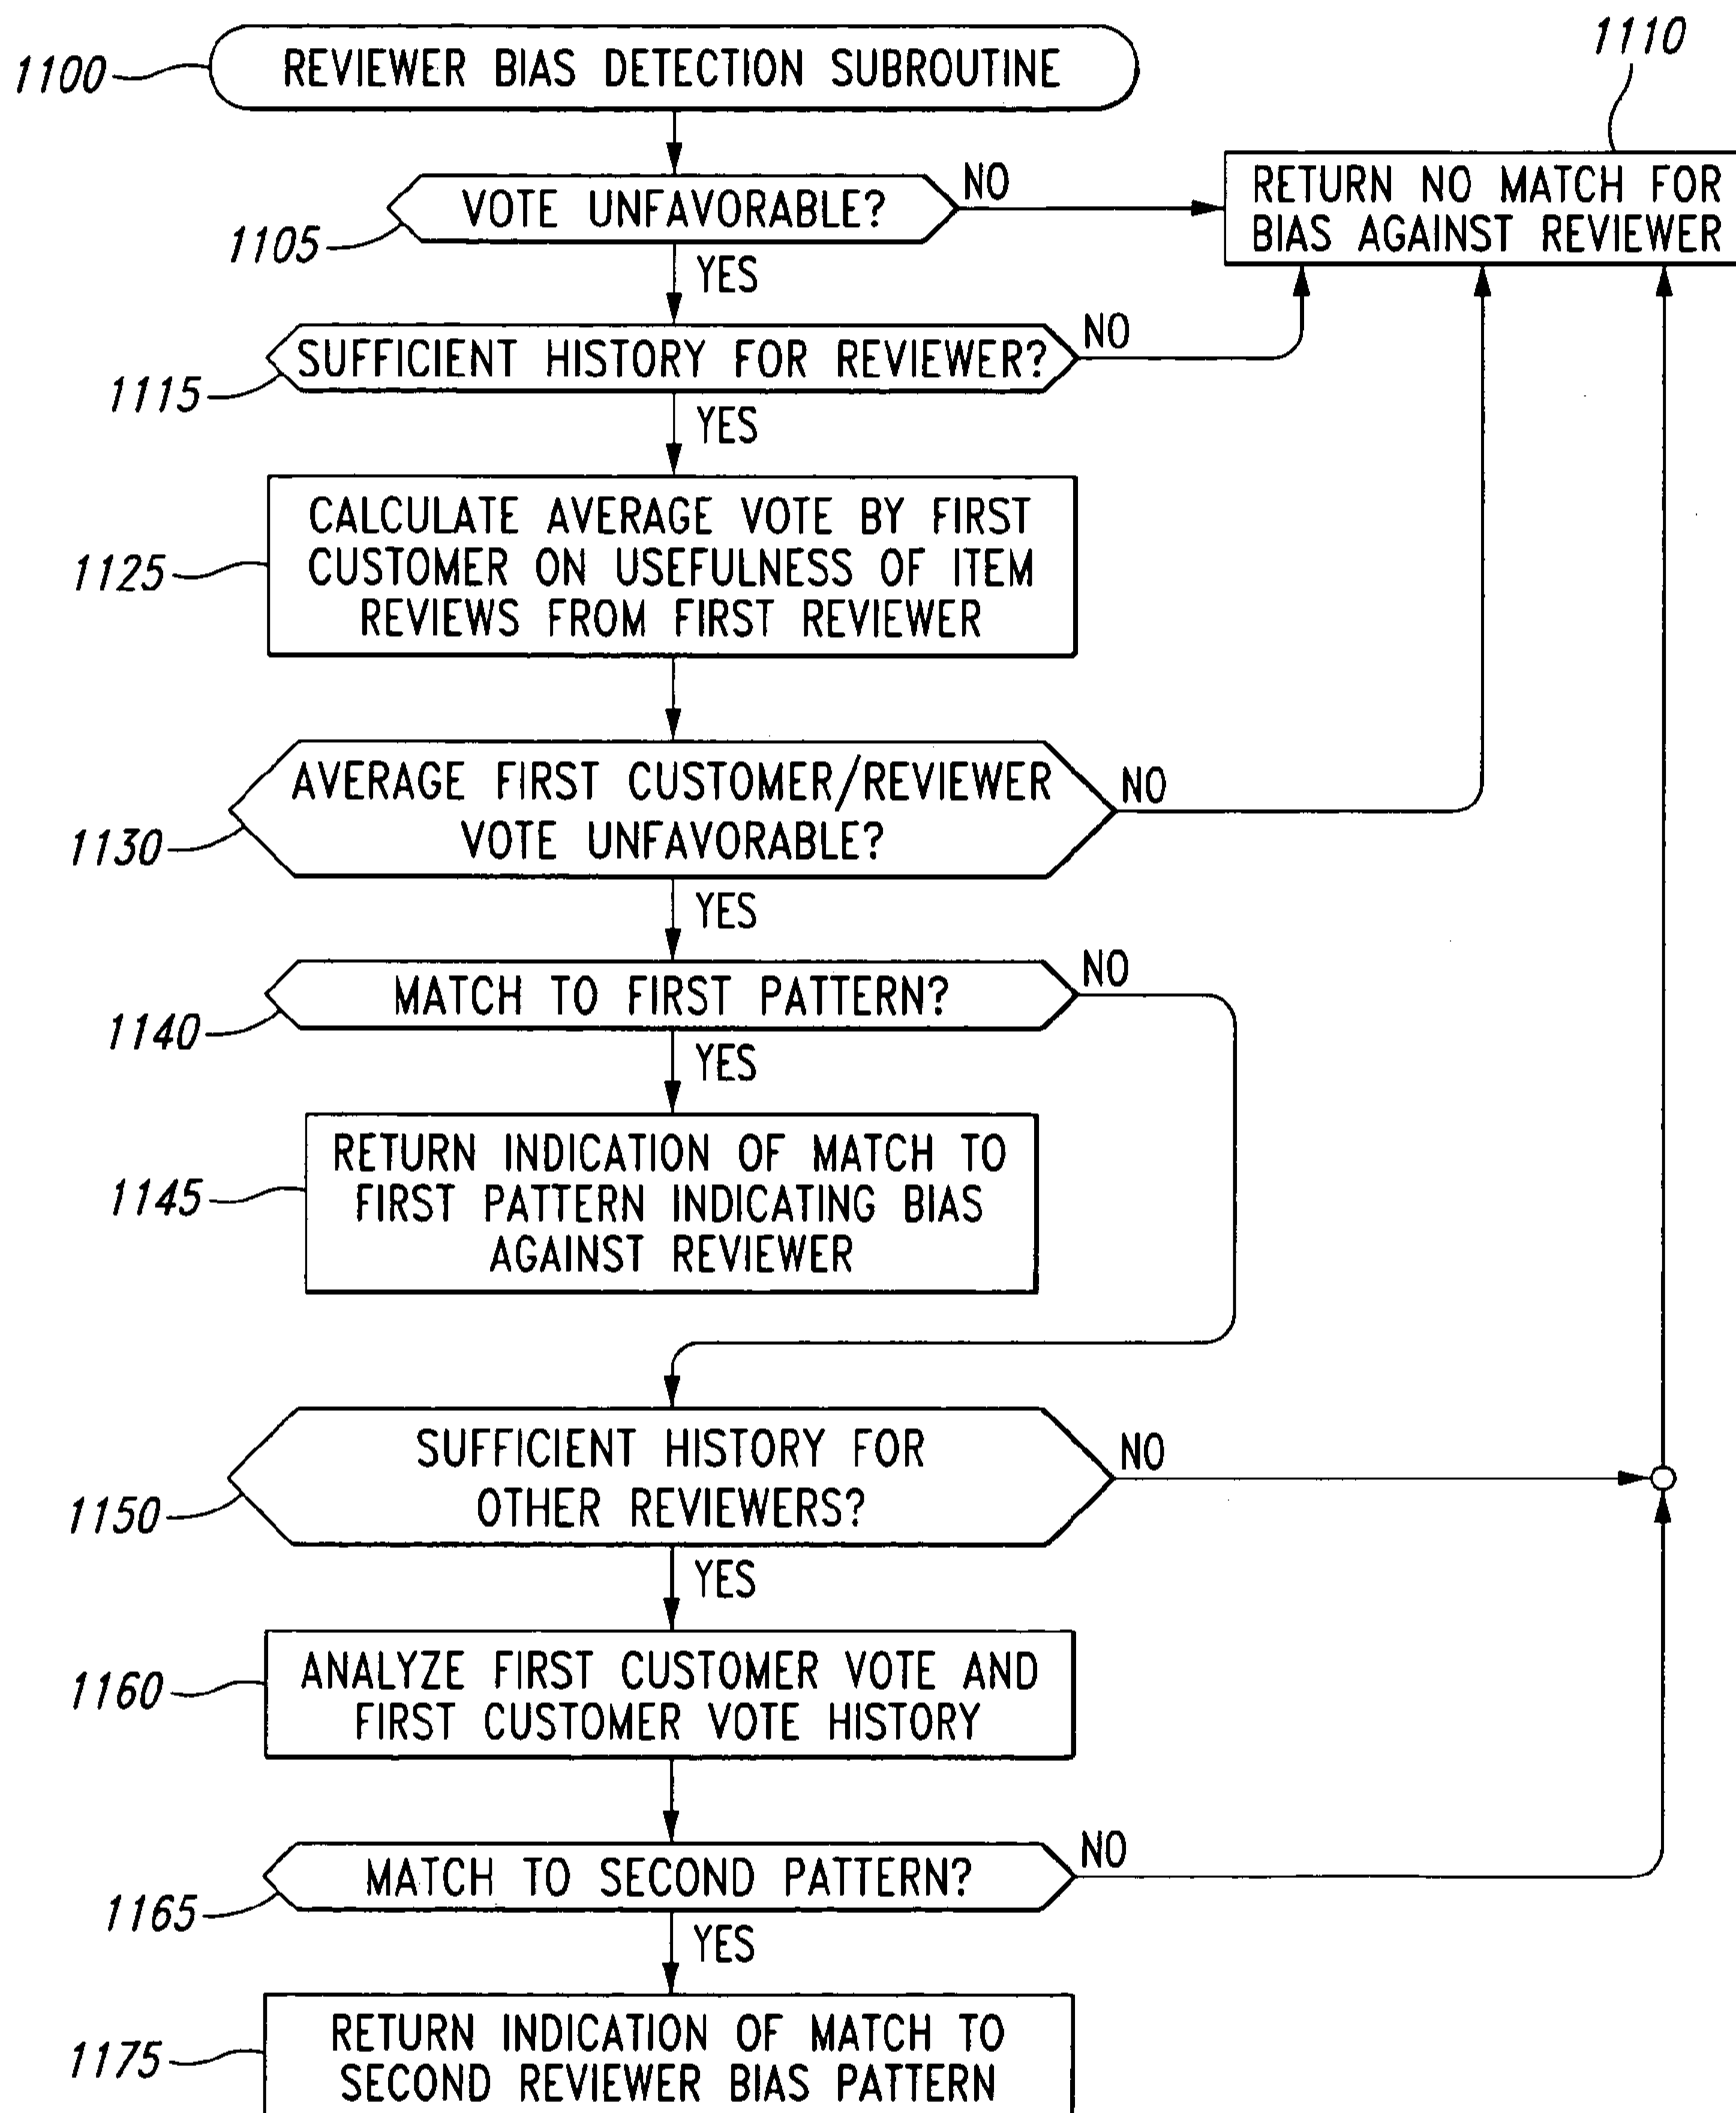 1100
REVIEWER BIAS DETECTION SUBROUTINE
1110
RETURN NO MATCH FOR
BIAS AGAINST REVIEWER
1105
VOTE UNFAVORABLE?
NO
YES
1115
SUFFICIENT HISTORY FOR REVIEWER?
NO
YES
1125
CALCULATE AVERAGE VOTE BY FIRST
CUSTOMER ON USEFULNESS OF ITEM
REVIEWS FROM FIRST REVIEWER
1130
AVERAGE FIRST CUSTOMER/REVIEWER
VOTE UNFAVORABLE?
NO
YES
1140
MATCH TO FIRST PATTERN?
NO
YES
1145
RETURN INDICATION OF MATCH TO
FIRST PATTERN INDICATING BIAS
AGAINST REVIEWER
1150
SUFFICIENT HISTORY FOR
OTHER REVIEWERS?
NO
YES
1160
ANALYZE FIRST CUSTOMER VOTE AND
FIRST CUSTOMER VOTE HISTORY
1165
MATCH TO SECOND PATTERN?
NO
YES
1175
RETURN INDICATION OF MATCH TO
SECOND REVIEWER BIAS PATTERN